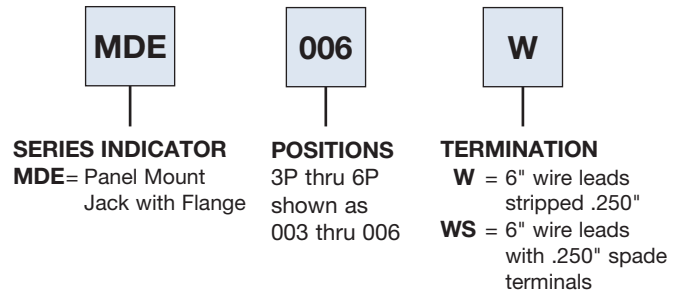 MDE 006 W
SERIES INDICATOR
MDE= Panel Mount
Jack with Flange
POSITIONS
3P thru 6P
shown as
003 thru 006
TERMINATION
W = 6" wire leads
stripped .250"
WS = 6" wire leads
with .250" spade
terminals